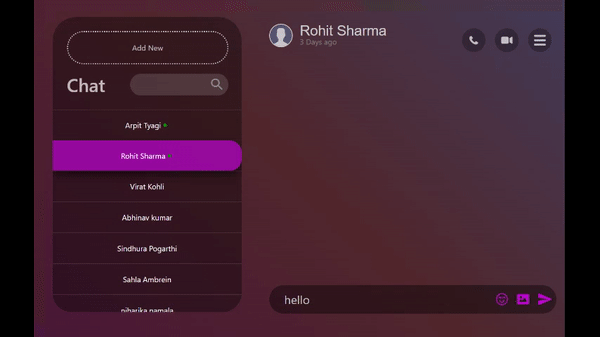 Add New
Chat
Arpit Tyagi
Rohit Sharma
Virat Kohli
Abhinav kumar
Sindhura Pogarthi
Sahla Ambrein
niharika namala
Rohit Sharma
3 Days ago
hello